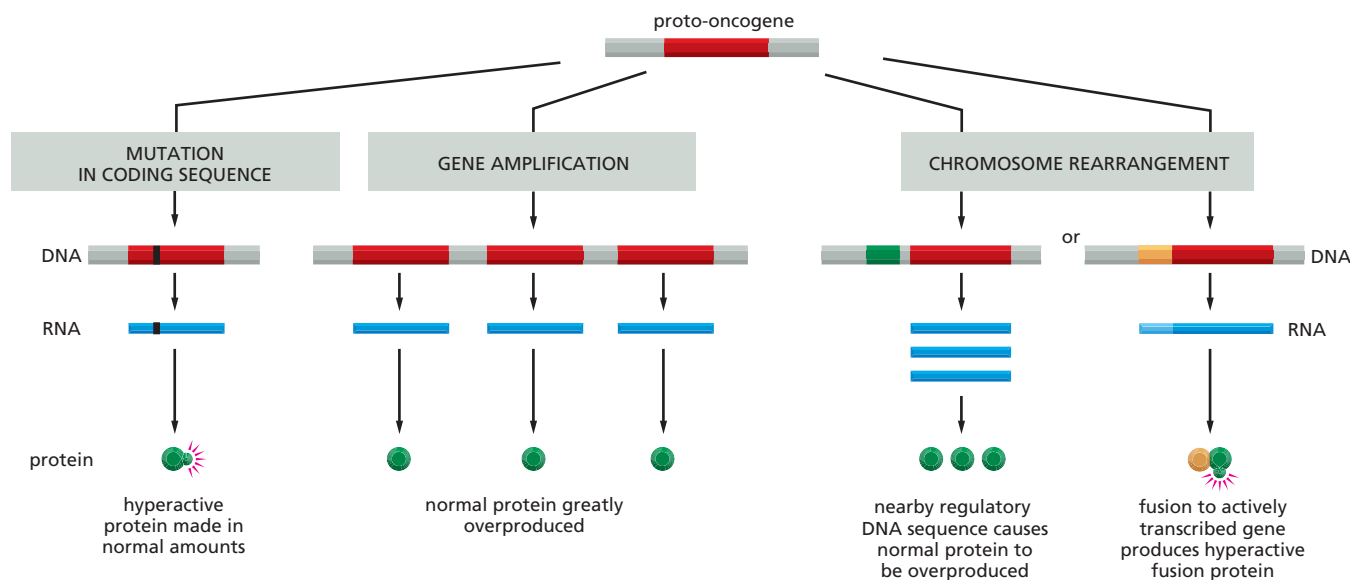 proto-oncogene
MUTATION
IN CODING SEQUENCE
GENE AMPLIFICATION
CHROMOSOME REARRANGEMENT
DNA
or
DNA
RNA
RNA
protein
hyperactive
protein made in
normal amounts
normal protein greatly
overproduced
nearby regulatory
DNA sequence causes
normal protein to
be overproduced
fusion to actively
transcribed gene
produces hyperactive
fusion protein